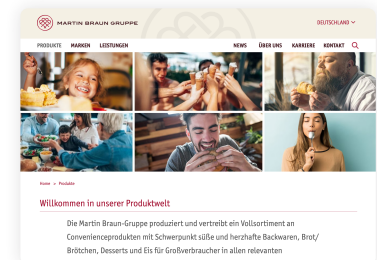 MARTIN BRAUN GRUPPE
DEUTSCHLAND
PRODUKTE MARKEN LEISTUNGEN NEWS ÜBER UNS KARRIERE KONTAKT
Home > Produkte
Willkommen in unserer Produktwelt
Die Martin Braun-Gruppe produziert und vertreibt ein Vollsortiment an
Convenienceprodukten mit Schwerpunkt süße und herzhafte Backwaren, Brot/
Brötchen, Desserts und Eis für Großverbraucher in allen relevanten